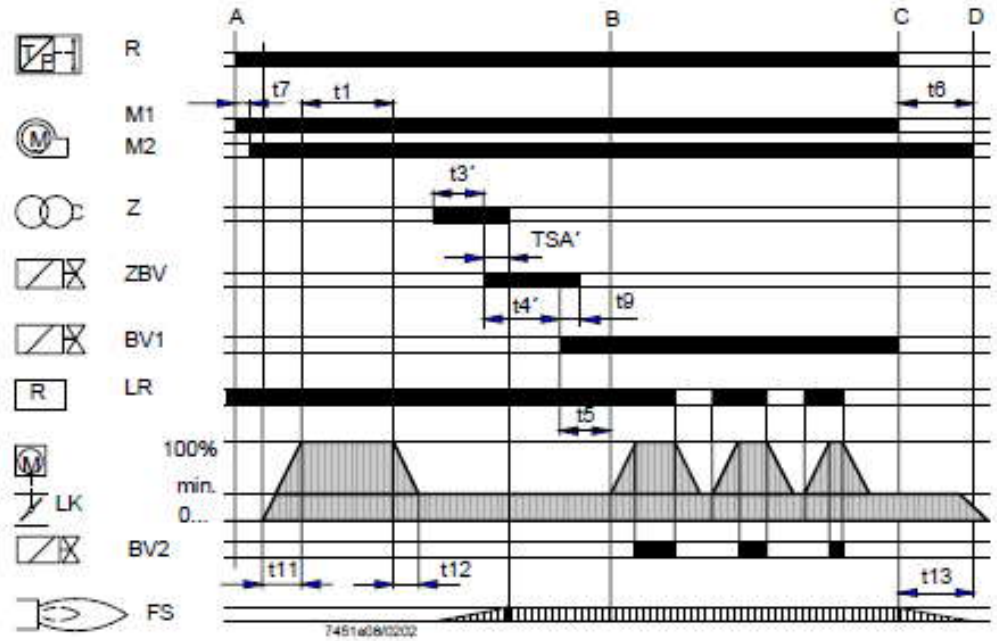 A B C D
R
t7 t1 t6
M1
M2
t3´
Z
TSA´
ZBV
t4´ t9
BV1
R LR
t5
100%
M
min.
LK
0...
BV2
t11 t12 t13
FS
7451a08/0202